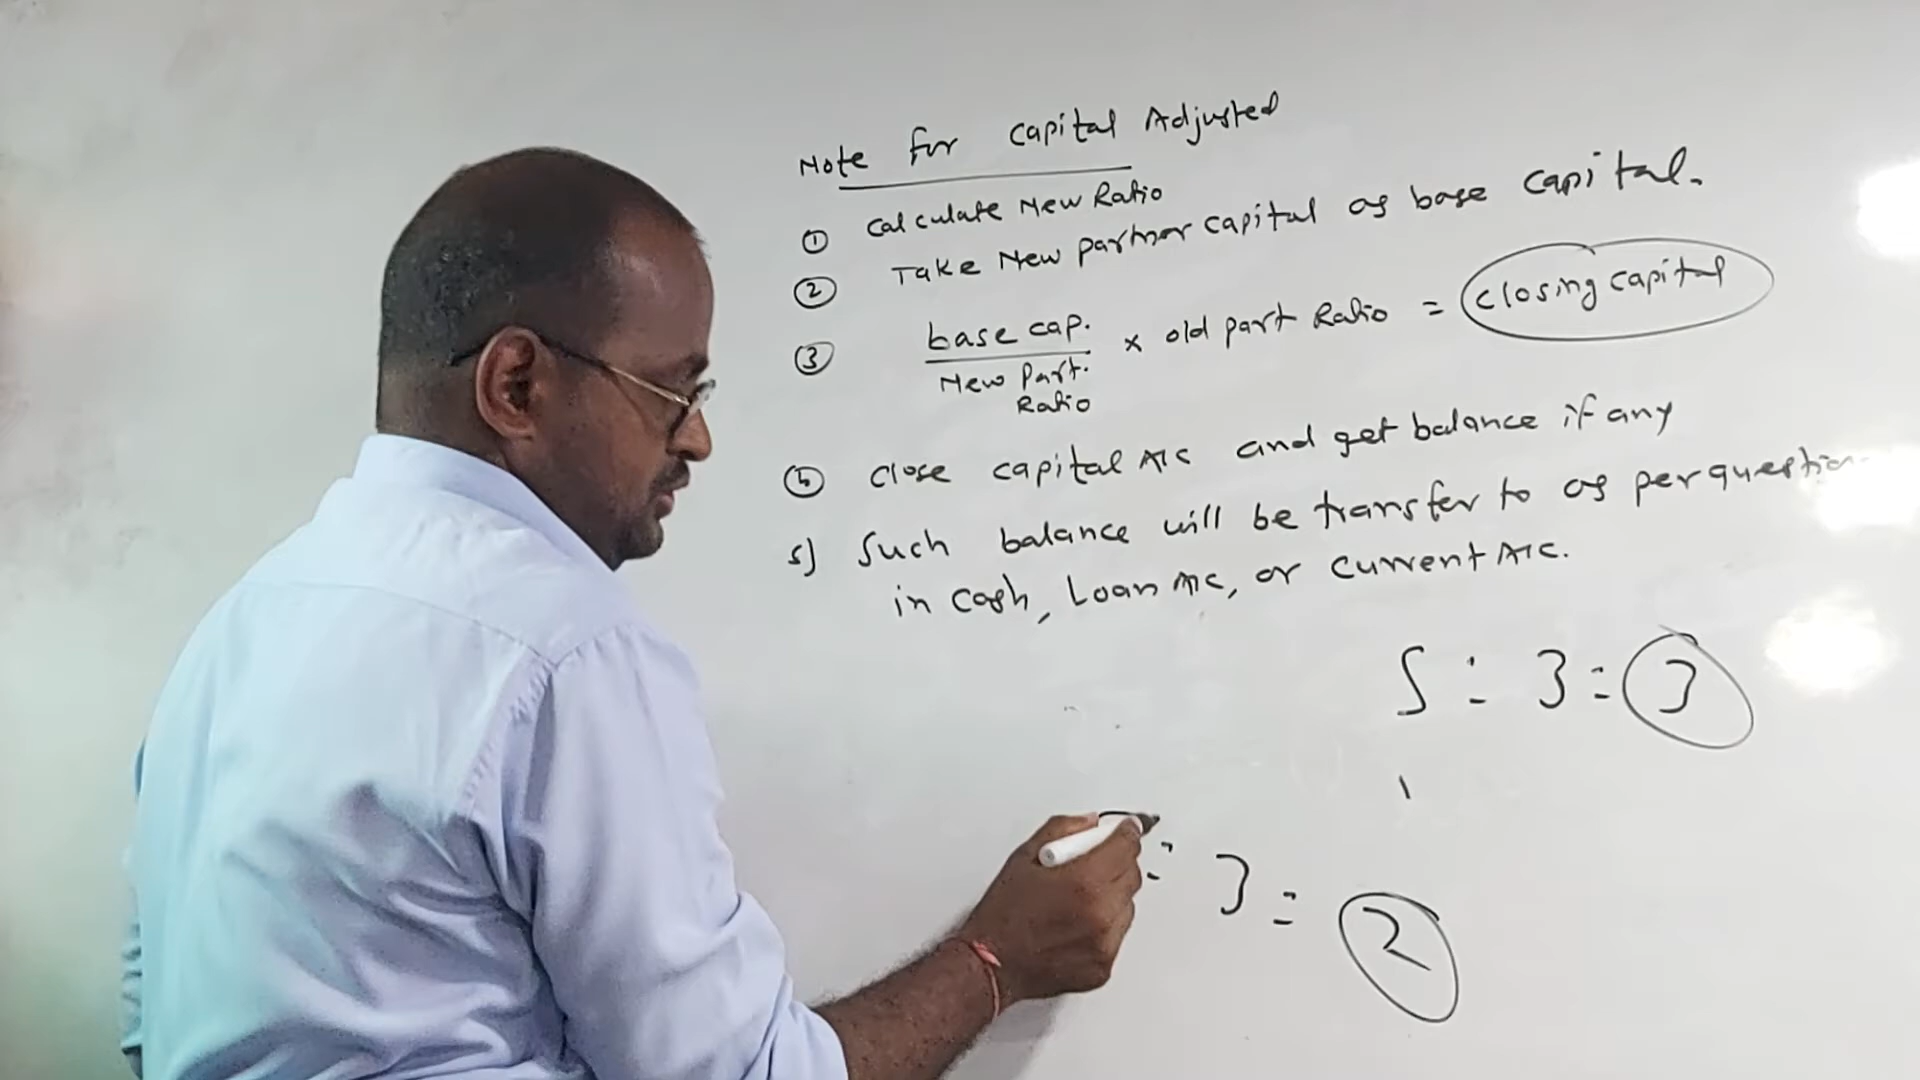 Note for capital Adjusted
① calculate New Ratio
② Take New partner capital as base capital.
③ base cap. / New Part. Ratio × old part Ratio = closing capital
④ close capital A/c and get balance if any
5) Such balance will be transfer to as per question
in cash, Loan A/c, or current A/c.
5 : 3 : 3
: 3 : 2